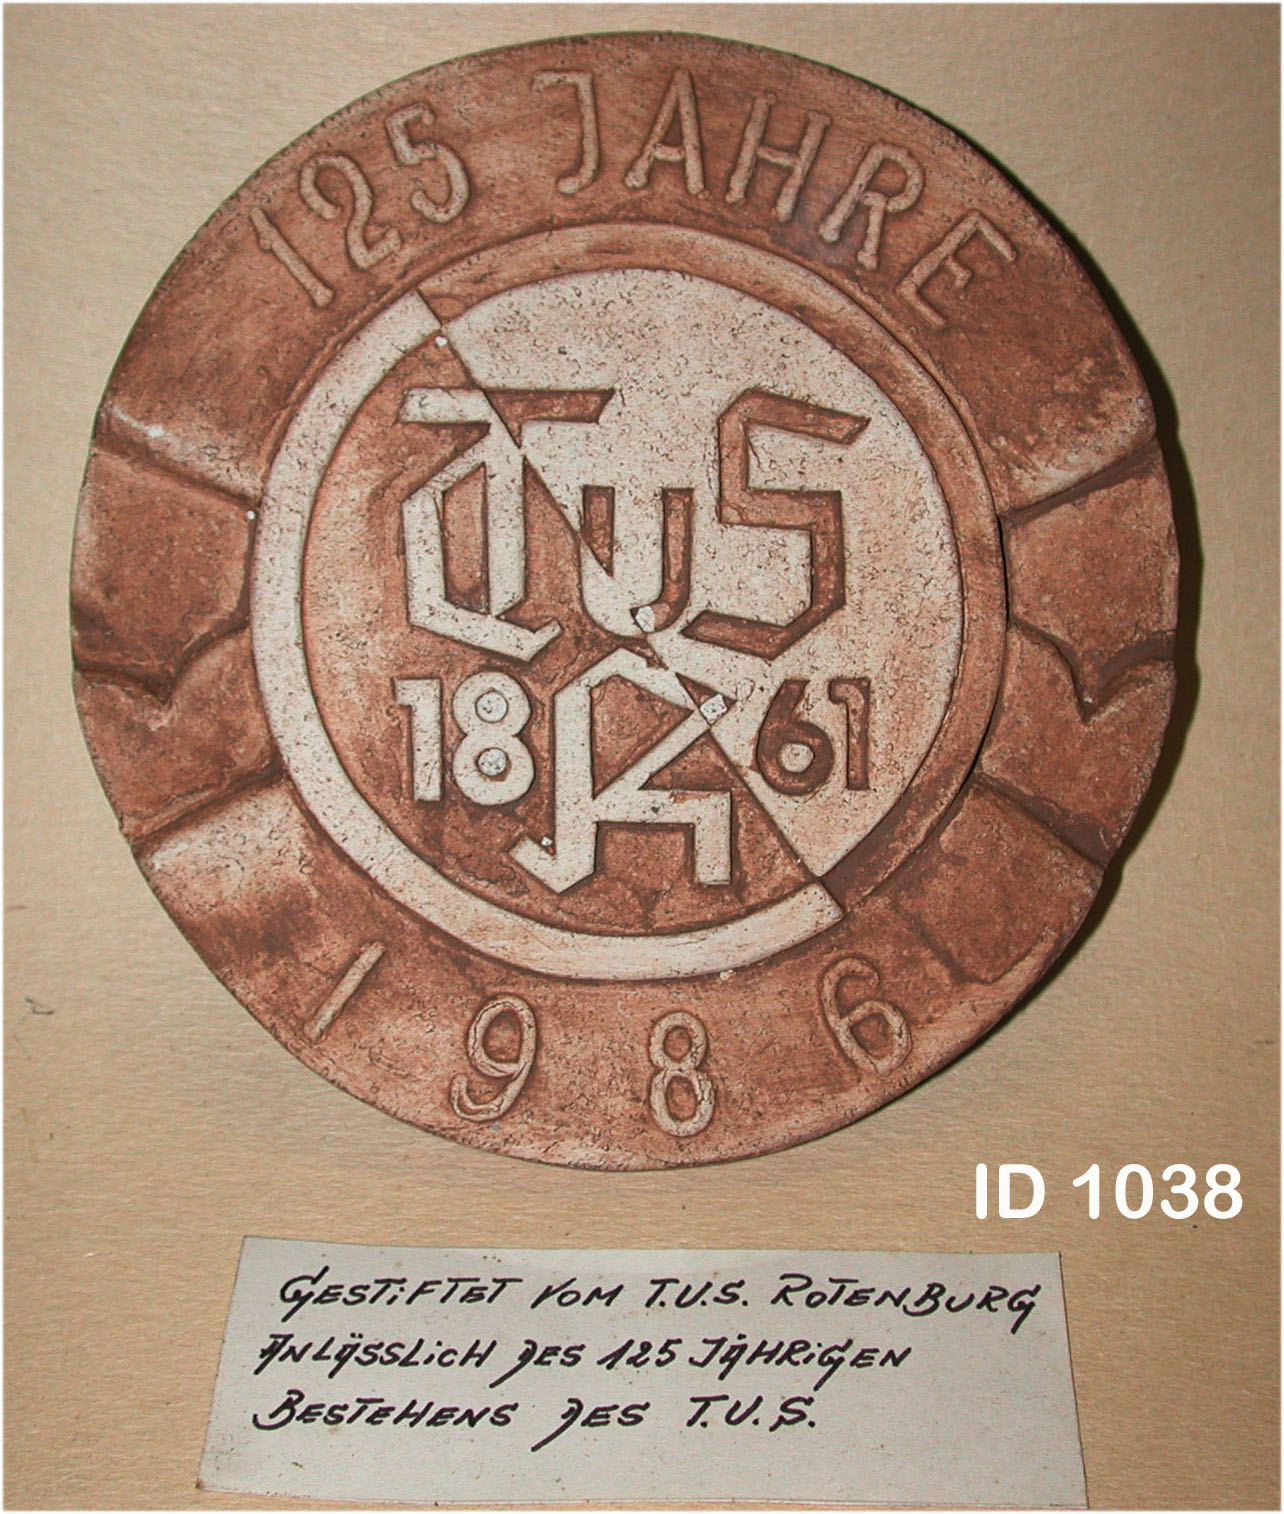 125 JAHRE
TuS
18 R 61
1986
ID 1038
GESTiFTET VOM T.U.S. ROTENBURG
ANLÄSSLiCH DES 125 JÄHRiGEN
BESTEHENS DES T.U.S.